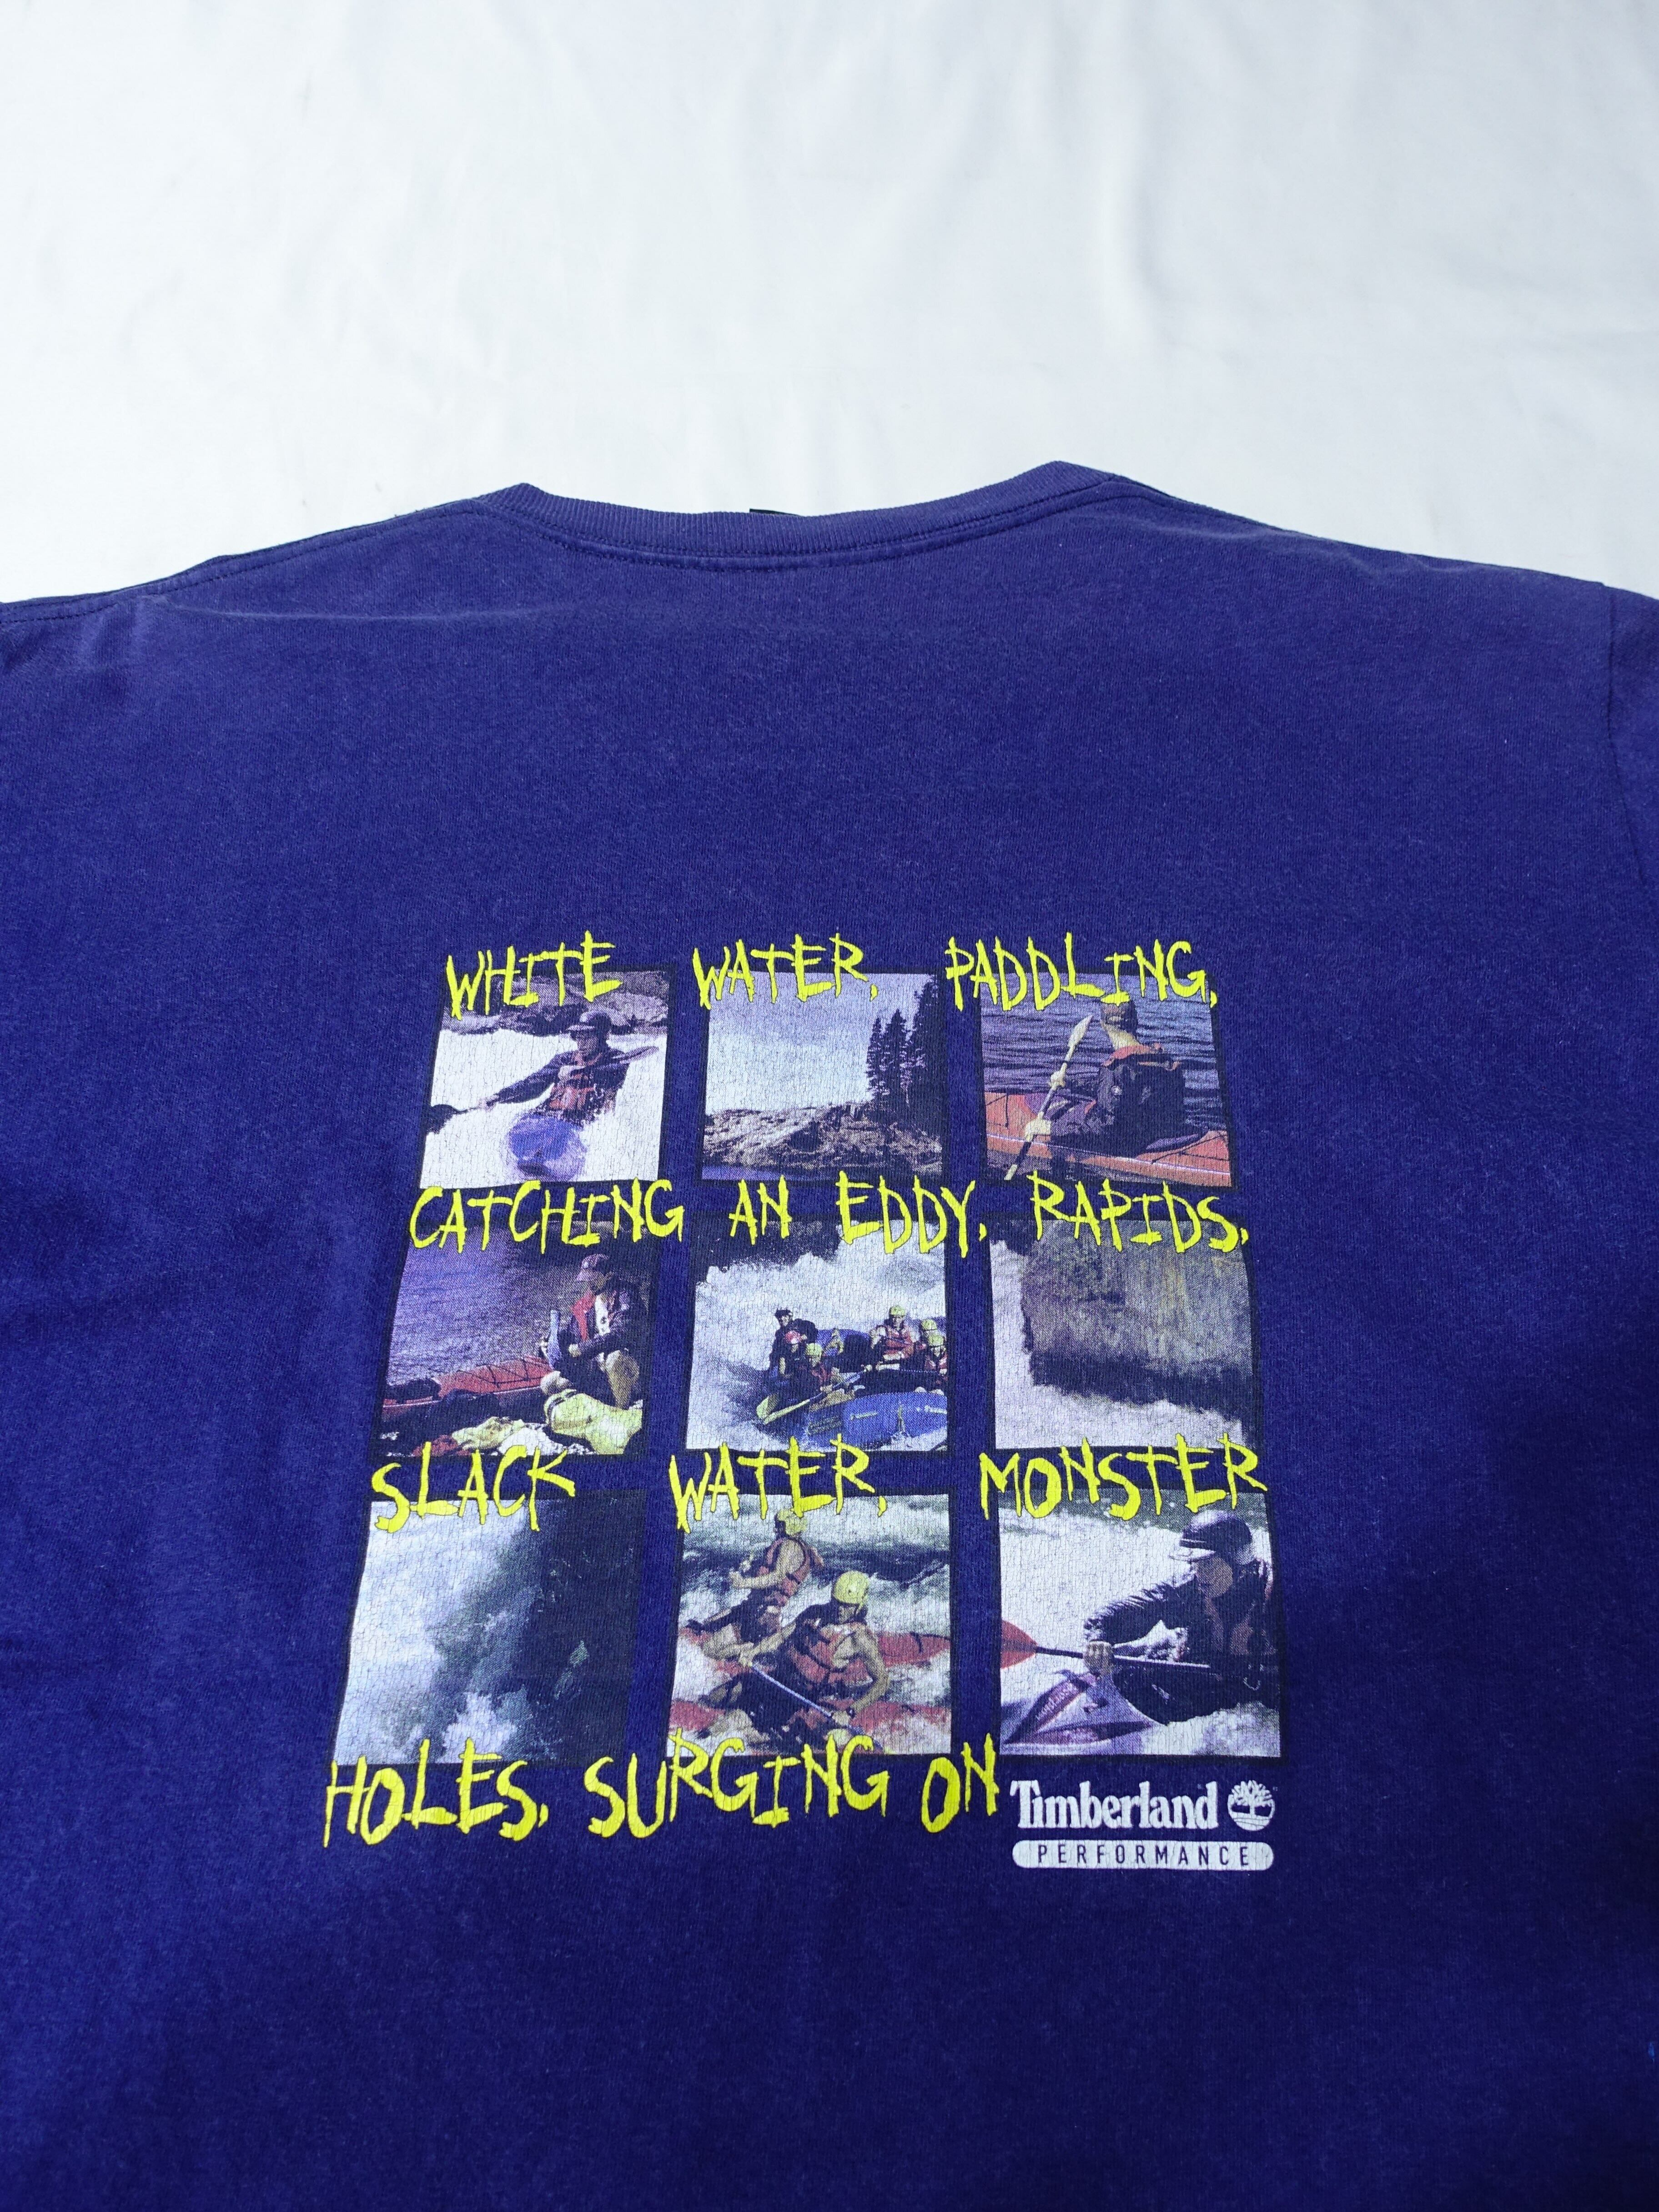 WHITE WATER, PADDLING,
CATCHING AN EDDY, RAPIDS,
SLACK WATER, MONSTER
HOLES, SURGING ON
Timberland
PERFORMANCE